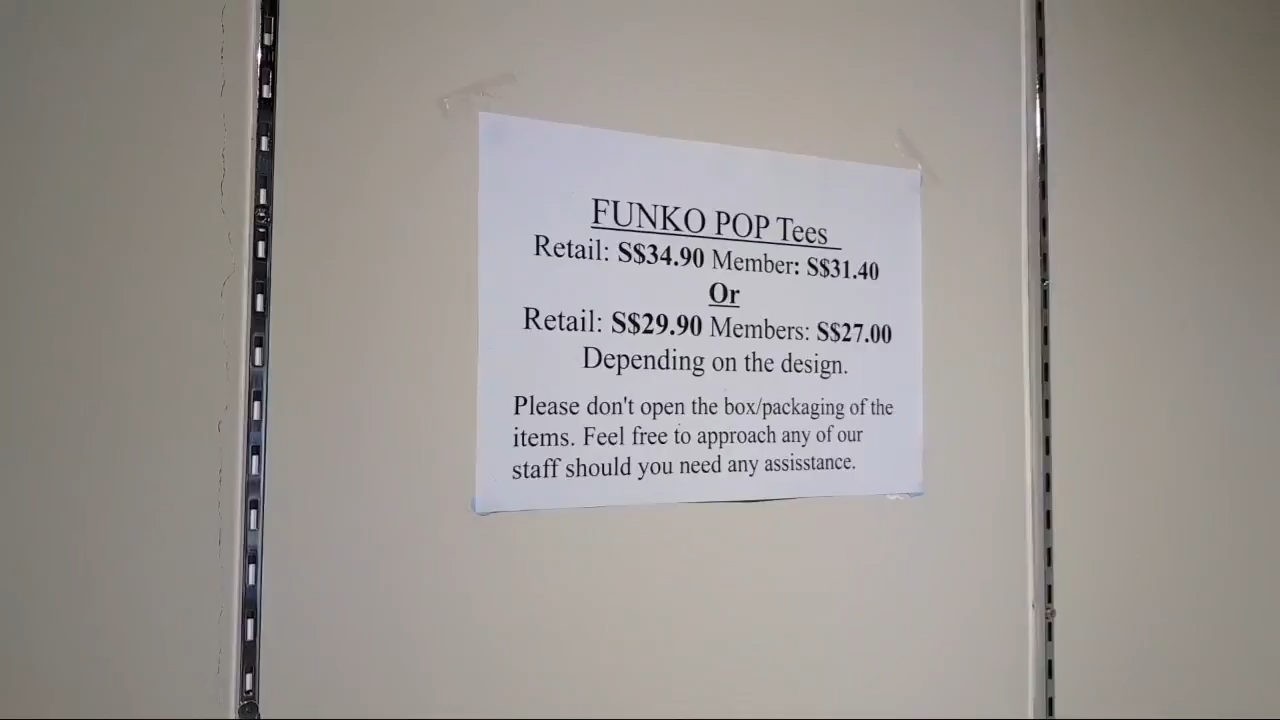 FUNKO POP Tees
Retail: S$34.90 Member: S$31.40
Or
Retail: S$29.90 Members: S$27.00
Depending on the design.
Please don't open the box/packaging of the
items. Feel free to approach any of our
staff should you need any assisstance.